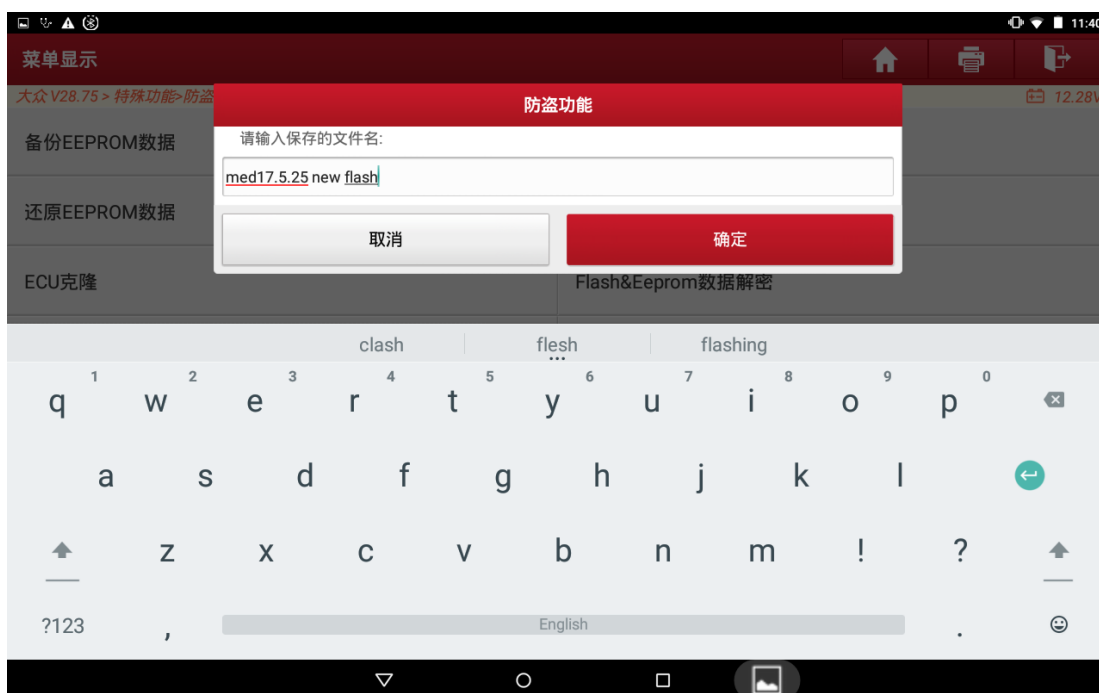 11:40
菜单显示
大众 V28.75 > 特殊功能>防盗
12.28V
防盗功能
请输入保存的文件名:
med17.5.25 new flash
取消
确定
备份EEPROM数据
还原EEPROM数据
ECU克隆
Flash&Eeprom数据解密
clash flesh flashing
1 2 3 4 5 6 7 8 9 0
q w e r t y u i o p
a s d f g h j k l
z x c v b n m ! ?
?123 , English .